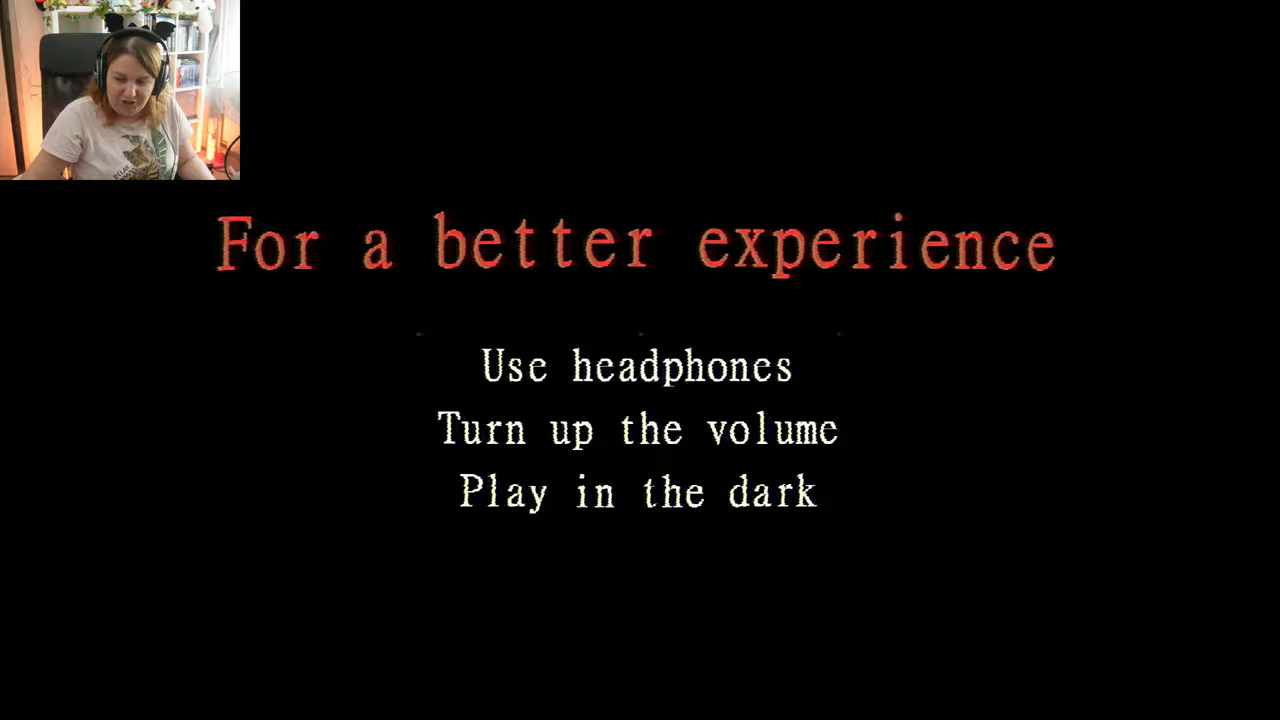 For a better experience
Use headphones
Turn up the volume
Play in the dark